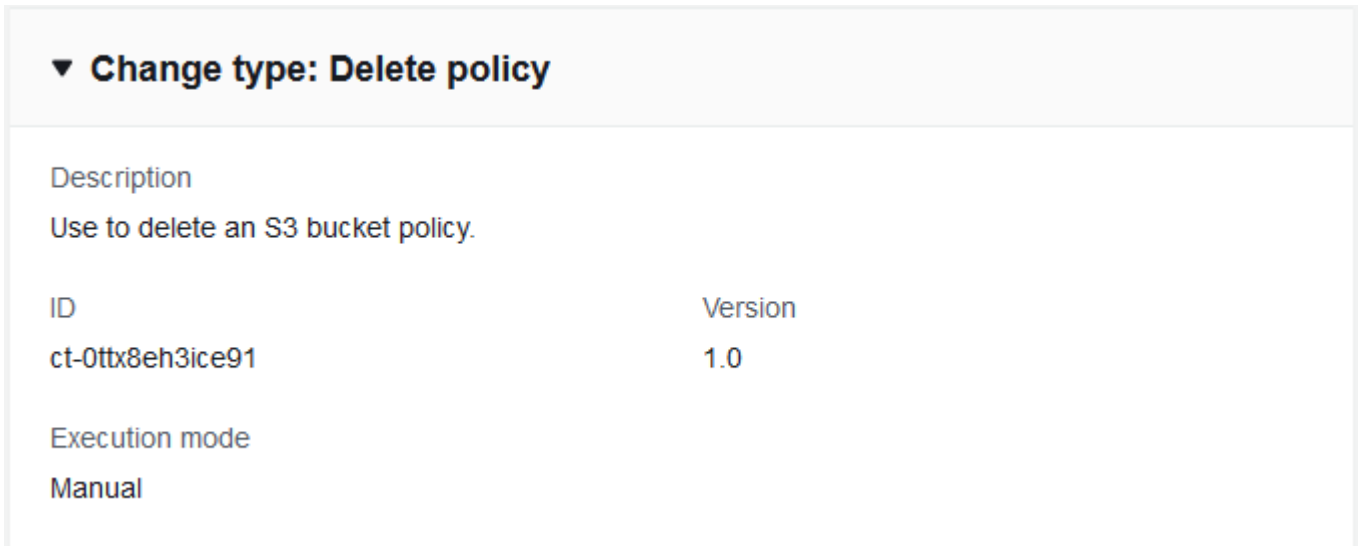 Change type: Delete policy
Description
Use to delete an S3 bucket policy.
ID
Version
ct-0ttx8eh3ice91
1.0
Execution mode
Manual